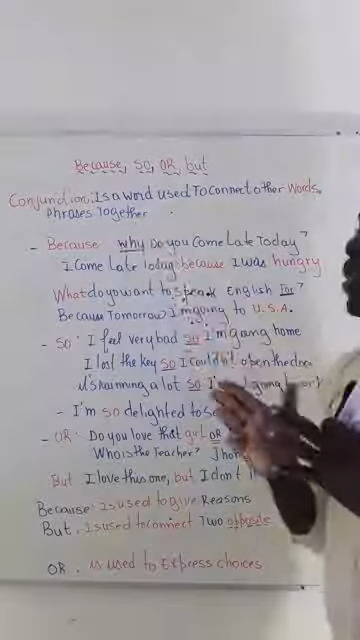 Because, SO, OR, but
Conjunction: Is a word used To connect other Words,
Phrases Together
- Because why Do you Come Late Today?
I Come Late Today because I was hungry
What do you want to speak English For?
Because Tomorrow I'm going to U.S.A.
- SO: I feel very bad so I'm going home
I lost the key SO I couldn't open the
it's rainning a lot SO
- I'm so delighted to
- OR: Do you love that girl OR
Who is the Teacher? Jhon
But I love this one, but I don't
Because: Is used to give Reasons
But. Is used to connect Two opposite
OR. is used to Express choices